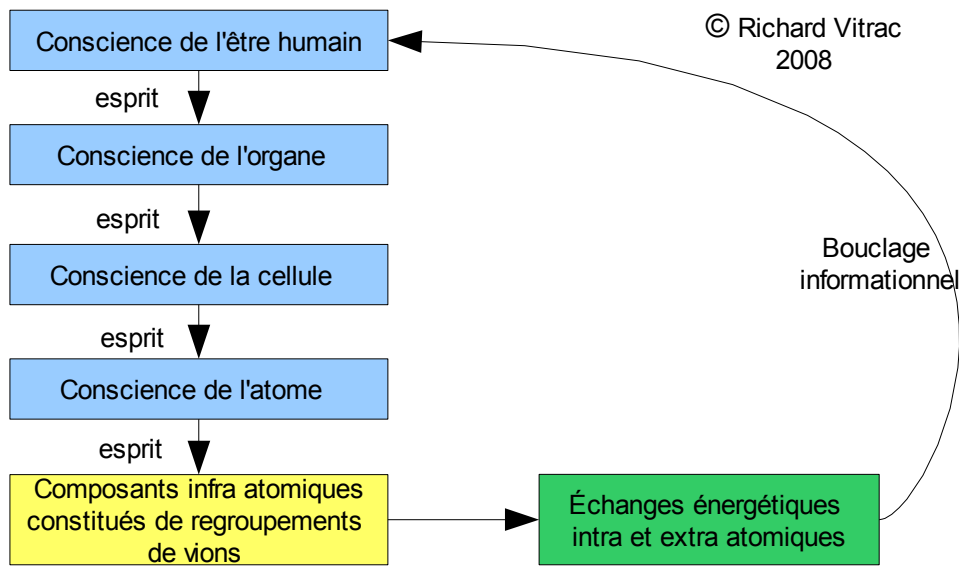 Conscience de l'être humain
© Richard Vitrac
2008
esprit
Conscience de l'organe
esprit
Conscience de la cellule
Bouclage
informationnel
esprit
Conscience de l'atome
esprit
Composants infra atomiques
constitués de regroupements
de vions
Échanges énergétiques
intra et extra atomiques